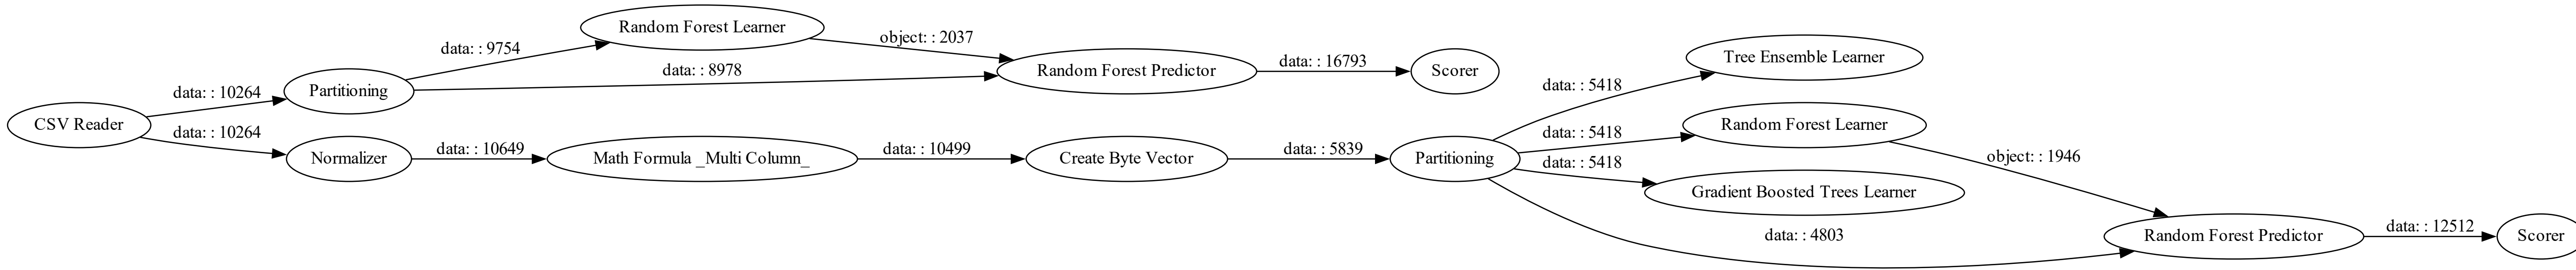 CSV Reader
data: : 10264
data: : 10264
Partitioning
Normalizer
data: : 9754
data: : 8978
data: : 10649
Random Forest Learner
Math Formula _Multi Column_
object: : 2037
data: : 10499
Random Forest Predictor
Create Byte Vector
data: : 16793
data: : 5839
Scorer
Partitioning
data: : 5418
data: : 5418
data: : 5418
data: : 4803
Tree Ensemble Learner
Random Forest Learner
Gradient Boosted Trees Learner
object: : 1946
Random Forest Predictor
data: : 12512
Scorer